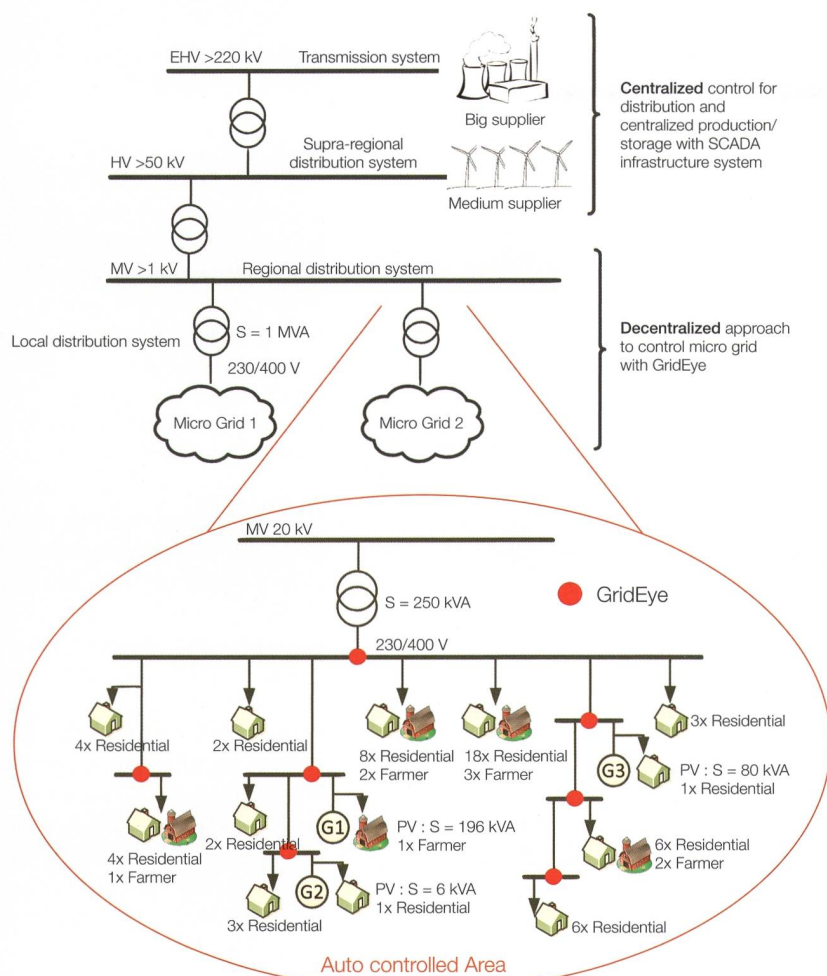 EHV >220 kV
Transmission system
Big supplier
Centralized control for
distribution and
centralized production/
storage with SCADA
infrastructure system
HV >50 kV
Supra-regional
distribution system
Medium supplier
MV >1 kV
Regional distribution system
Local distribution system
S = 1 MVA
230/400 V
Decentralized approach
to control micro grid
with GridEye
Micro Grid 1
Micro Grid 2
MV 20 kV
S = 250 kVA
GridEye
230/400 V
4x Residential
2x Residential
8x Residential
2x Farmer
18x Residential
3x Farmer
3x Residential
G3
PV : S = 80 kVA
1x Residential
4x Residential
1x Farmer
2x Residential
G1
PV : S = 196 kVA
1x Farmer
6x Residential
2x Farmer
3x Residential
G2
PV : S = 6 kVA
1x Residential
6x Residential
Auto controlled Area